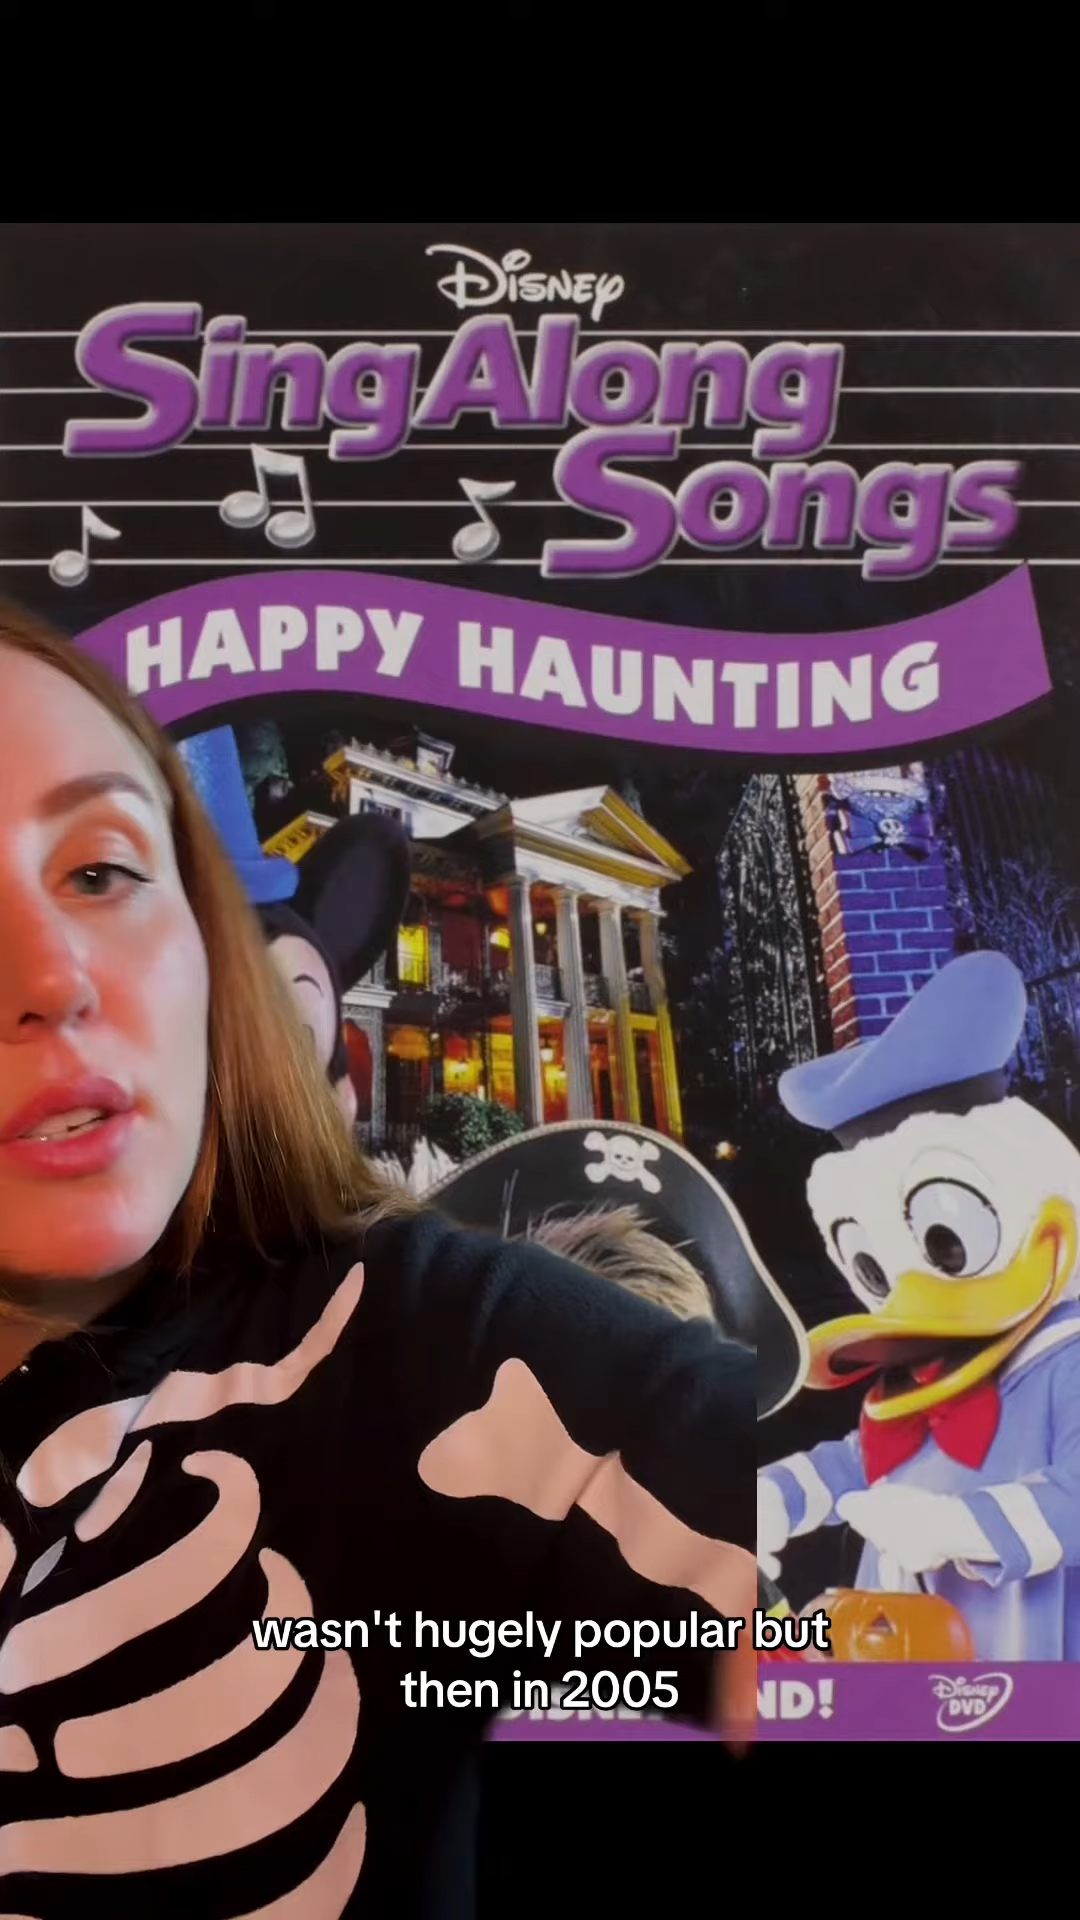 Disney
Sing Along
Songs
HAPPY HAUNTING
wasn't hugely popular but
then in 2005
Disney
DVD